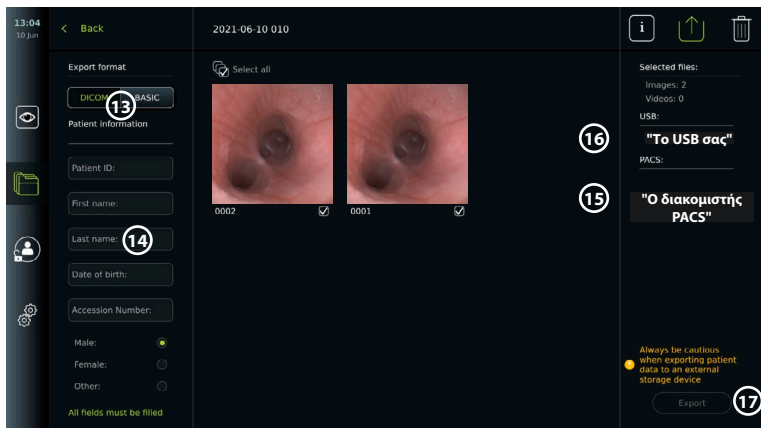 13:04
10 Jun
Back
2021-06-10 010
i
Export format
DICOM
BASIC
13
Patient information
Patient ID:
First name:
Last name:
14
Date of birth:
Accession Number:
Male:
Female:
Other:
All fields must be filled
Select all
0002
0001
Selected files:
Images: 2
Videos: 0
USB:
16
"Το USB σας"
PACS:
15
"Ο διακομιστής
PACS"
Always be cautious
when exporting patient
data to an external
storage device
Export
17